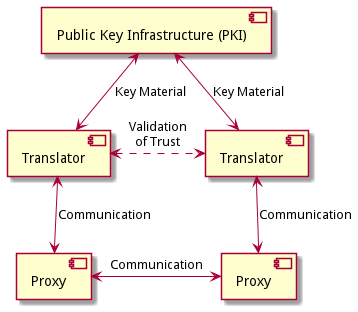 Public Key Infrastructure (PKI)
Key Material
Key Material
Validation
of Trust
Translator
Translator
Communication
Communication
Communication
Proxy
Proxy